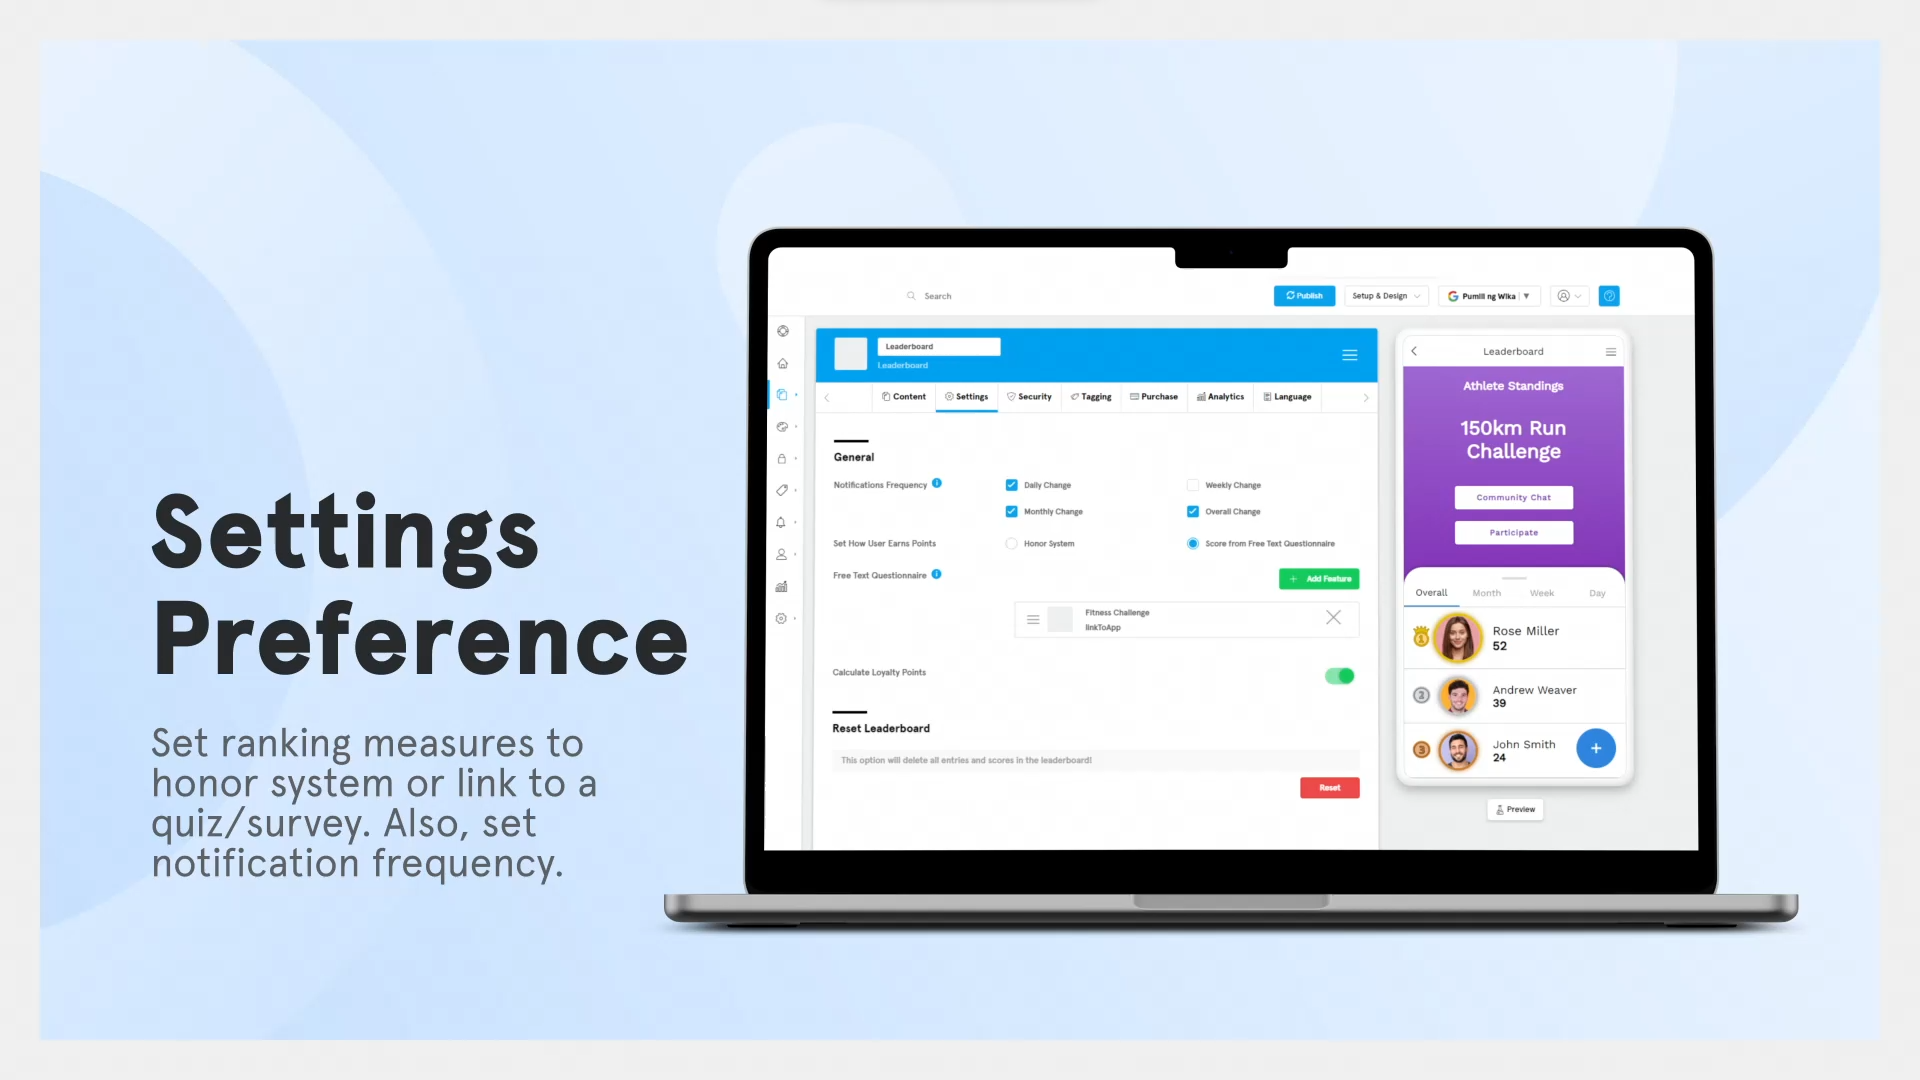 Settings
Preference
Set ranking measures to
honor system or link to a
quiz/survey. Also, set
notification frequency.
Search
Publish
Setup & Design
Pumili ng Wika
Leaderboard
Leaderboard
Content
Settings
Security
Tagging
Purchase
Analytics
Language
General
Notifications Frequency
Daily Change
Weekly Change
Monthly Change
Overall Change
Set How User Earns Points
Honor System
Score from Free Text Questionnaire
Free Text Questionnaire
+ Add Feature
Fitness Challenge
linkToApp
Calculate Loyalty Points
Reset Leaderboard
This option will delete all entries and scores in the leaderboard!
Reset
Leaderboard
Athlete Standings
150km Run
Challenge
Community Chat
Participate
Overall
Month
Week
Day
1
Rose Miller
52
2
Andrew Weaver
39
3
John Smith
24
+
Preview